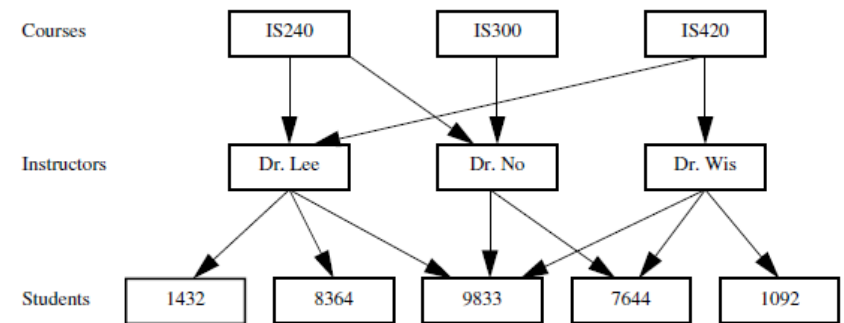 Courses IS240 IS300 IS420
Instructors Dr. Lee Dr. No Dr. Wis
Students 1432 8364 9833 7644 1092